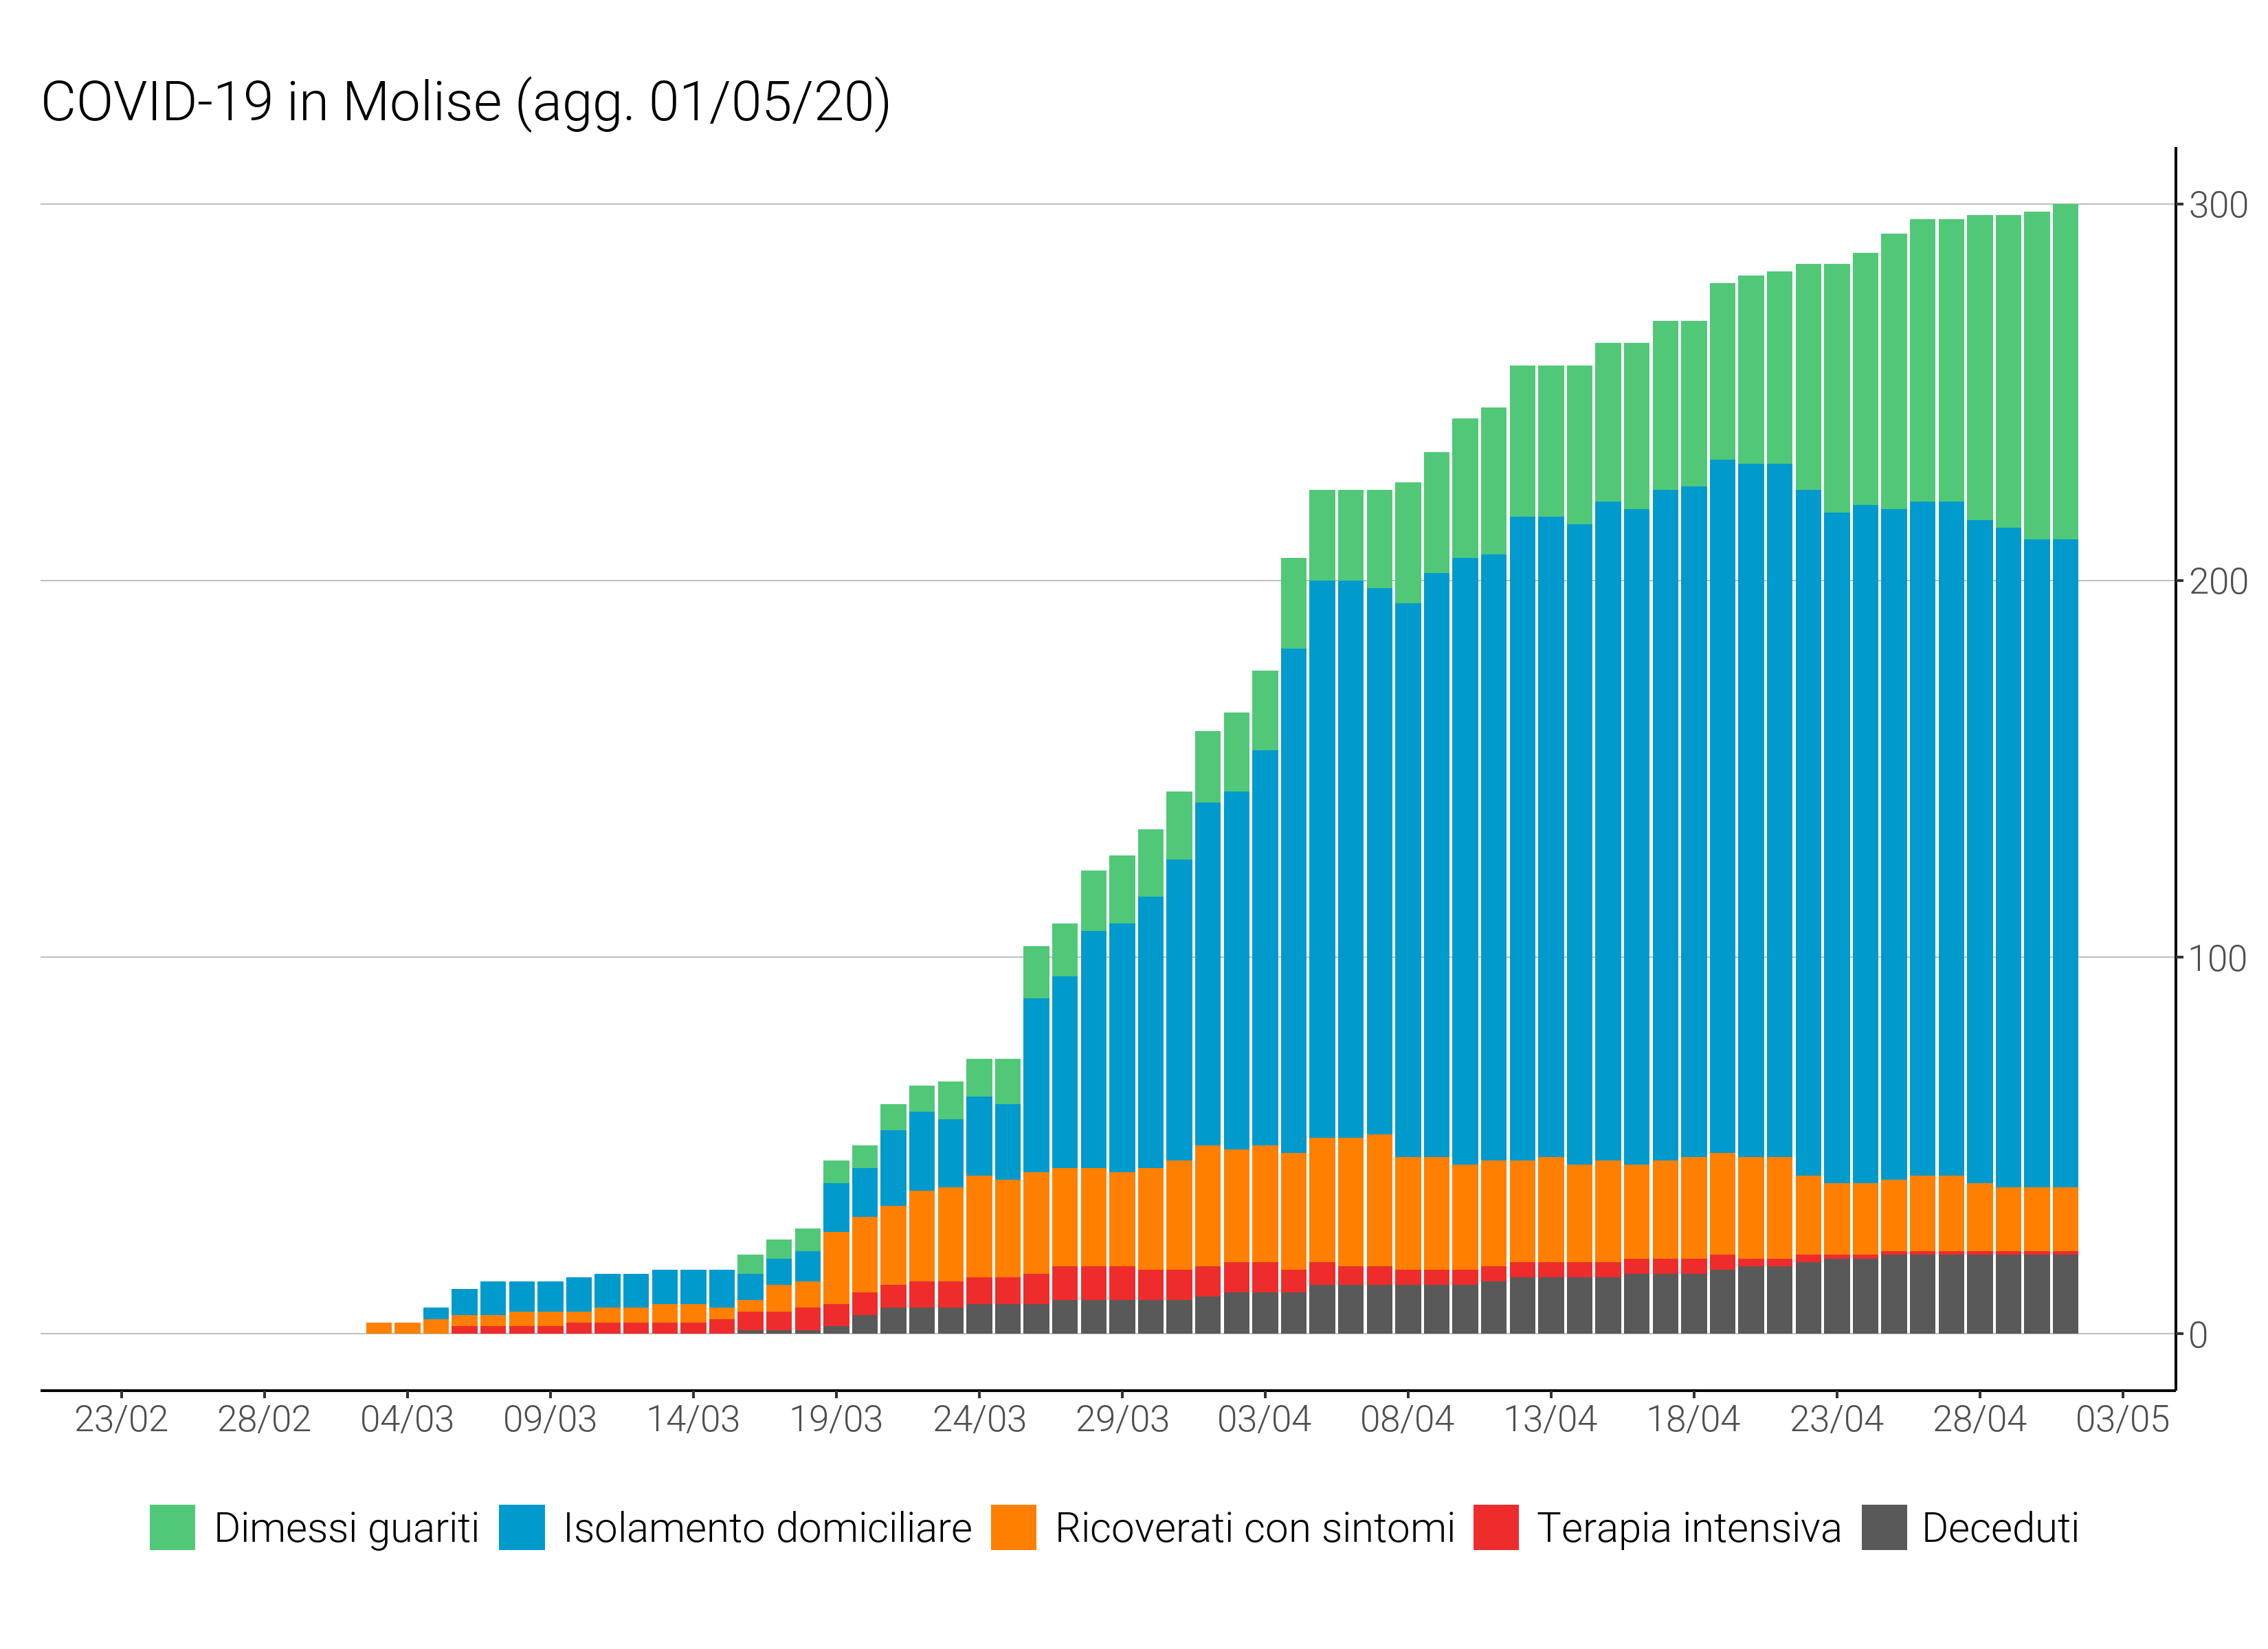 COVID-19 in Molise (agg. 01/05/20)
300
200
100
0
23/02 28/02 04/03 09/03 14/03 19/03 24/03 29/03 03/04 08/04 13/04 18/04 23/04 28/04 03/05
Dimessi guariti Isolamento domiciliare Ricoverati con sintomi Terapia intensiva Deceduti